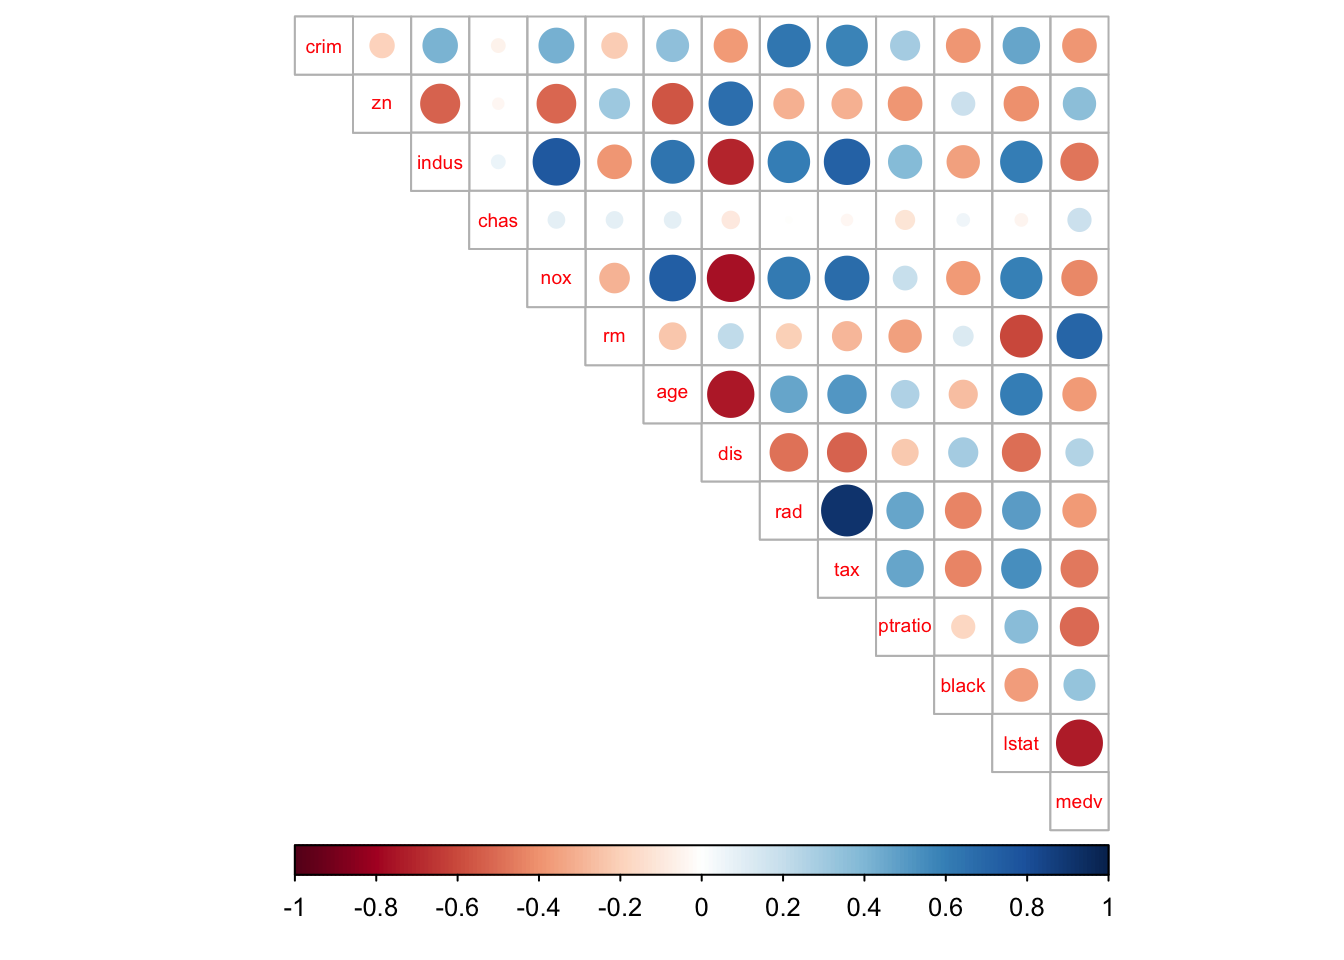 crim
zn
indus
chas
nox
rm
age
dis
rad
tax
ptratio
black
lstat
medv
-1 -0.8 -0.6 -0.4 -0.2 0 0.2 0.4 0.6 0.8 1